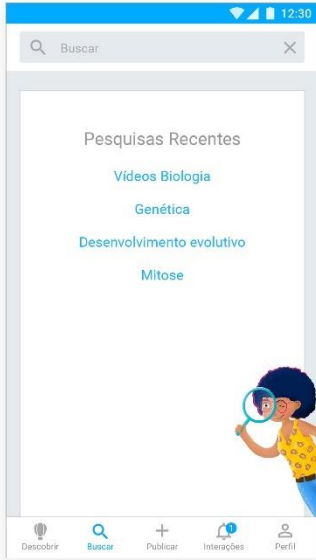 12:30
Buscar
Pesquisas Recentes
Vídeos Biologia
Genética
Desenvolvimento evolutivo
Mitose
1
Descobrir Buscar Publicar Interações Perfil